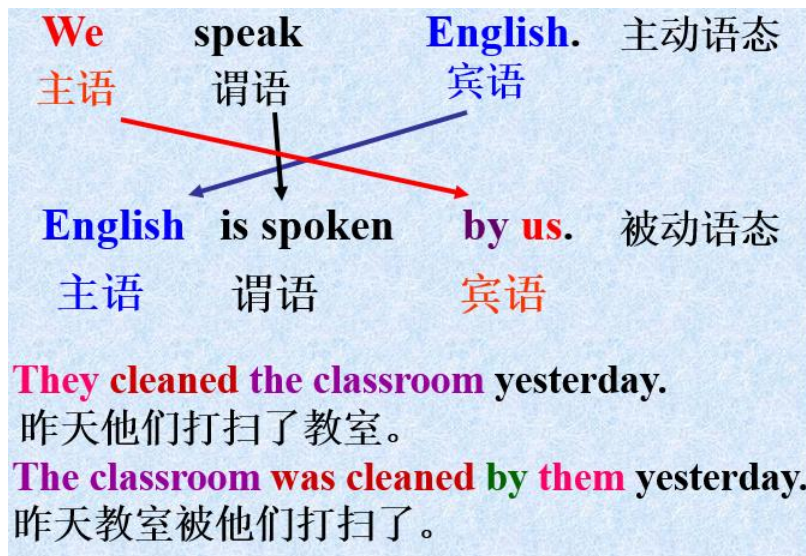 We speak English. 主动语态
主语 谓语 宾语
English is spoken by us. 被动语态
主语 谓语 宾语
They cleaned the classroom yesterday.
昨天他们打扫了教室。
The classroom was cleaned by them yesterday.
昨天教室被他们打扫了。